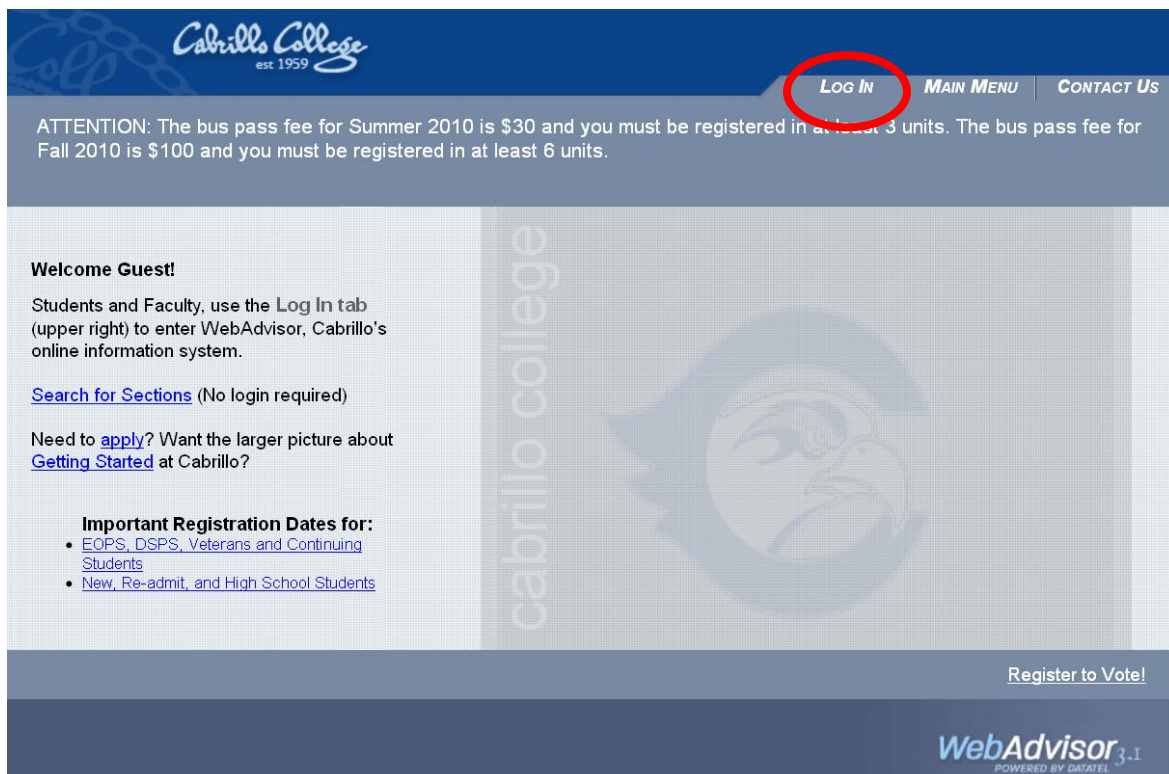 Cabrillo College
est 1959
LOG IN MAIN MENU CONTACT US
ATTENTION: The bus pass fee for Summer 2010 is $30 and you must be registered in at least 3 units. The bus pass fee for
Fall 2010 is $100 and you must be registered in at least 6 units.
Welcome Guest!
Students and Faculty, use the Log In tab
(upper right) to enter WebAdvisor, Cabrillo's
online information system.
Search for Sections (No login required)
Need to apply? Want the larger picture about
Getting Started at Cabrillo?
Important Registration Dates for:
• EOPS, DSPS, Veterans and Continuing
Students
• New, Re-admit, and High School Students
cabrillo college
Register to Vote!
WebAdvisor 3.1
POWERED BY DATATEL